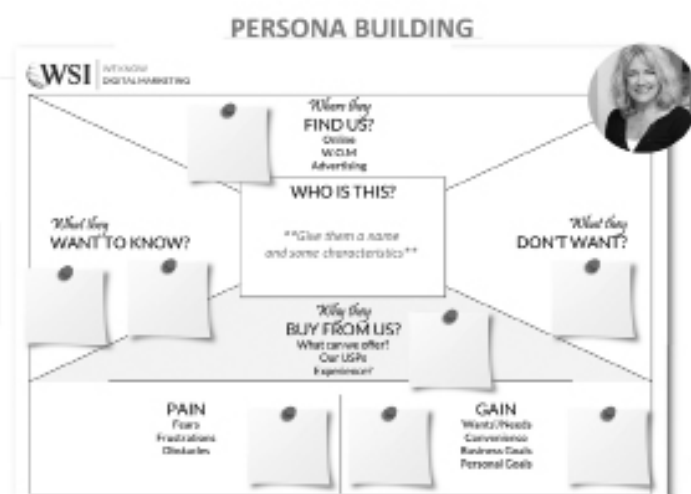 PERSONA BUILDING
WSI
WE KNOW
DIGITAL MARKETING
Where they
FIND US?
Online
W.O.M
Advertising
WHO IS THIS?
**Give them a name
and some characteristics**
What they
WANT TO KNOW?
What they
DON'T WANT?
Why they
BUY FROM US?
What can we offer?
Our USPs
Experience?
PAIN
Fears
Frustrations
Obstacles
GAIN
Wants?/Needs
Convenience
Business Goals
Personal Goals